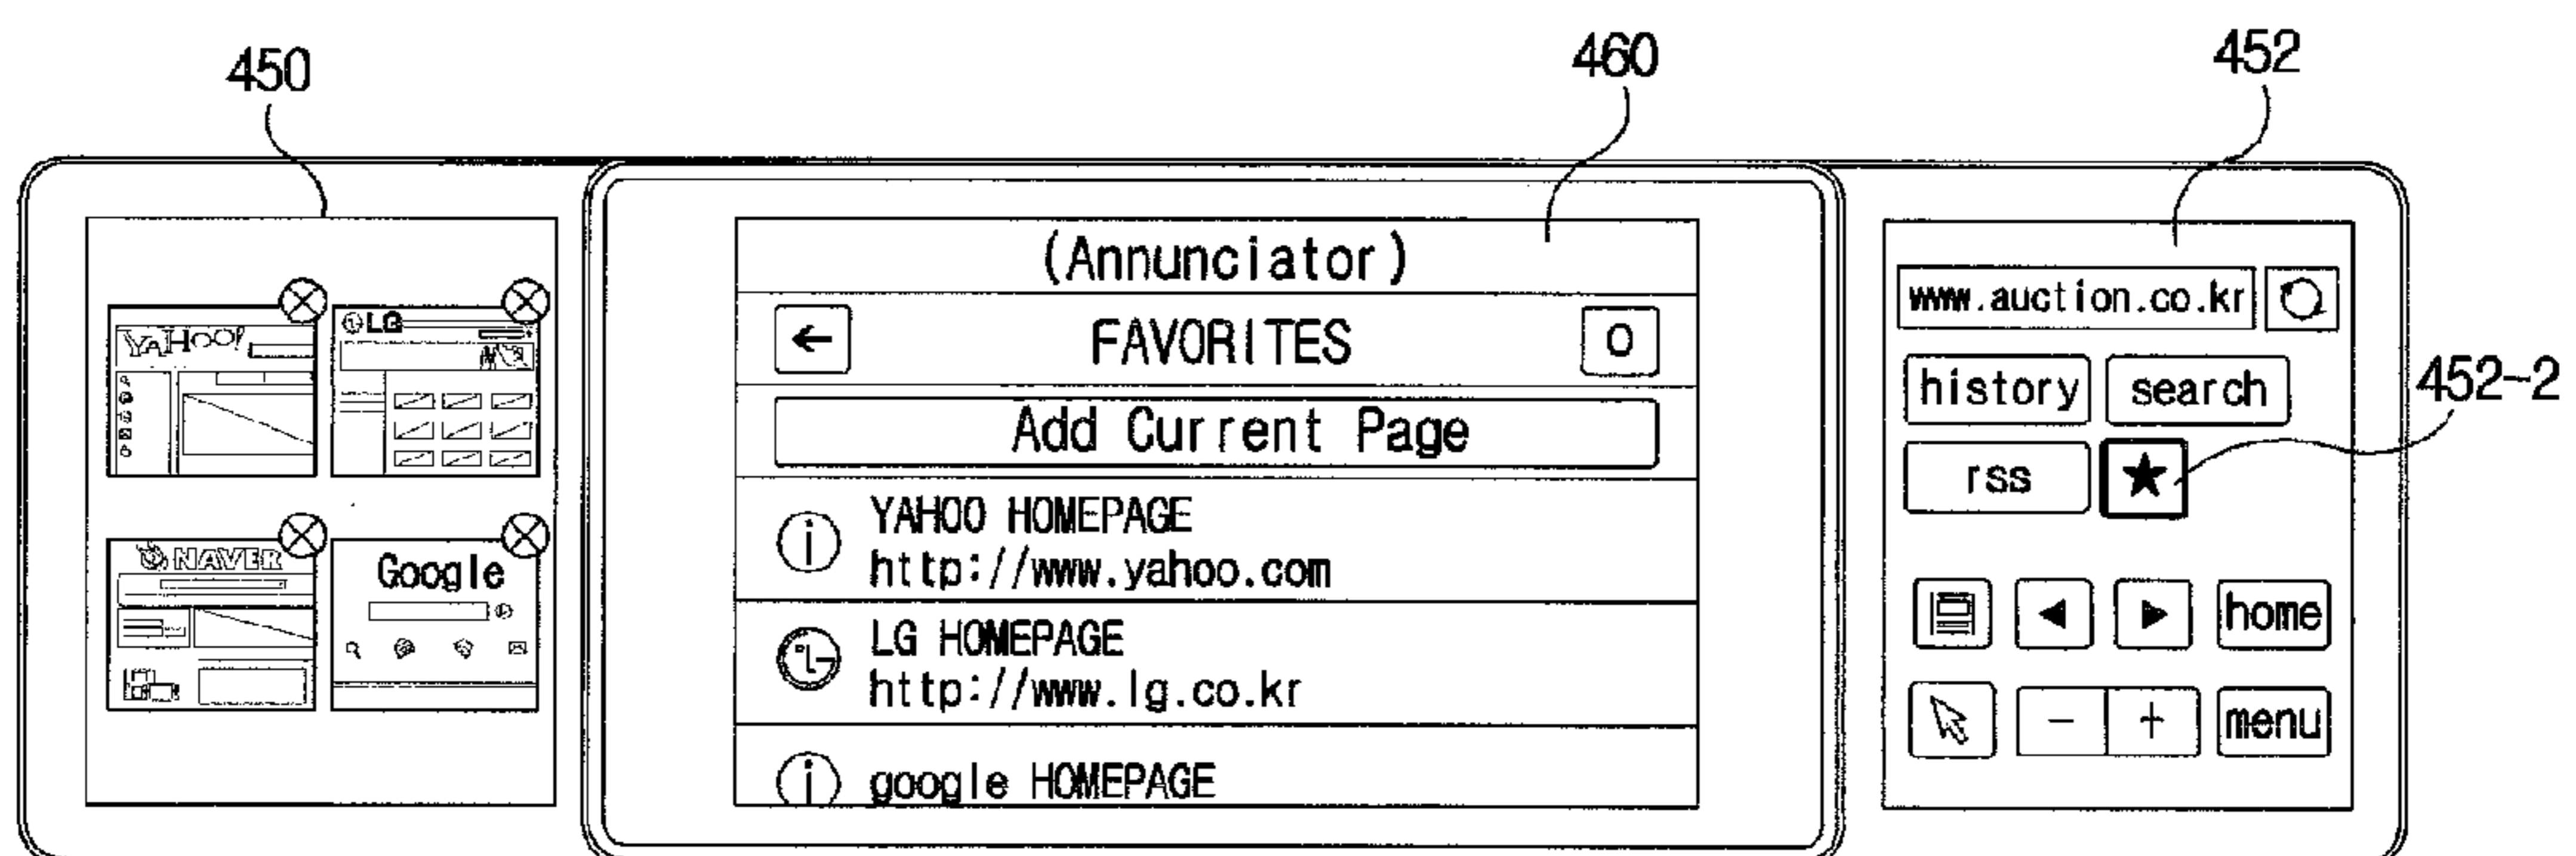 450
460
452
YAHOO!
LG
NAVER
Google
(Annunciator)
← FAVORITES O
Add Current Page
YAHOO HOMEPAGE
http://www.yahoo.com
LG HOMEPAGE
http://www.lg.co.kr
google HOMEPAGE
www.auction.co.kr
history search
452-2
rss ★
home
- + menu